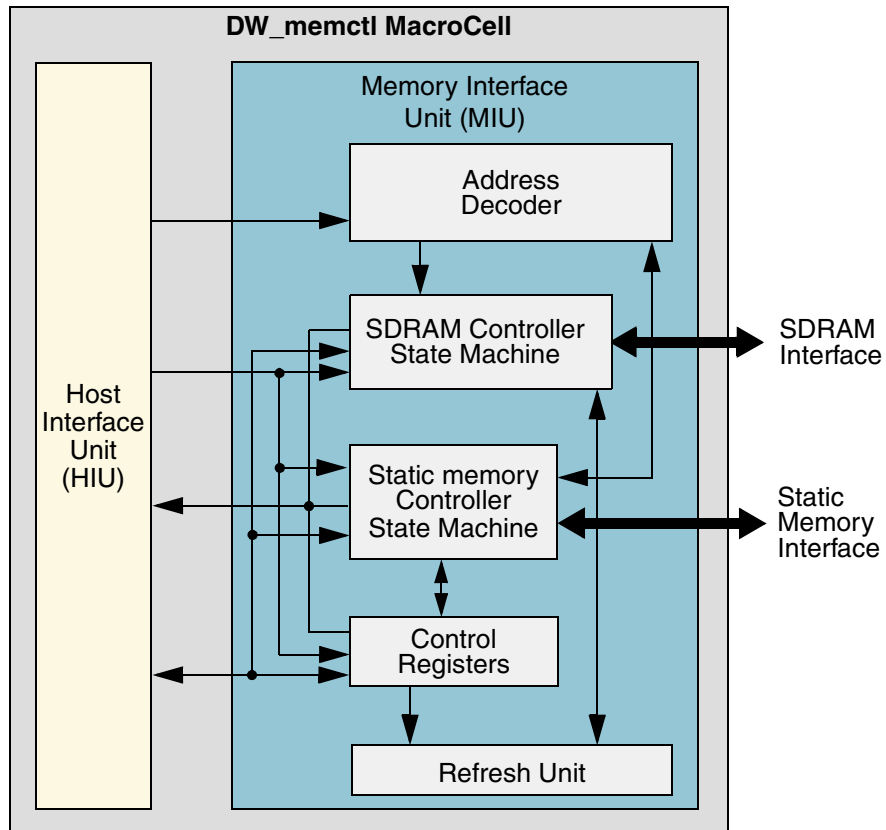 DW_memctl MacroCell
Memory Interface
Unit (MIU)
Address
Decoder
SDRAM Controller
State Machine
SDRAM
Interface
Host
Interface
Unit
(HIU)
Static memory
Controller
State Machine
Static
Memory
Interface
Control
Registers
Refresh Unit